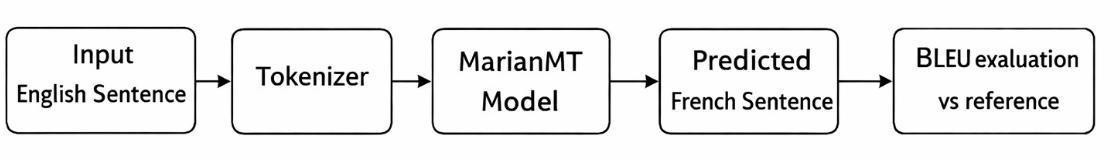 Input
English Sentence
Tokenizer
MarianMT
Model
Predicted
French Sentence
BLEU evaluation
vs reference